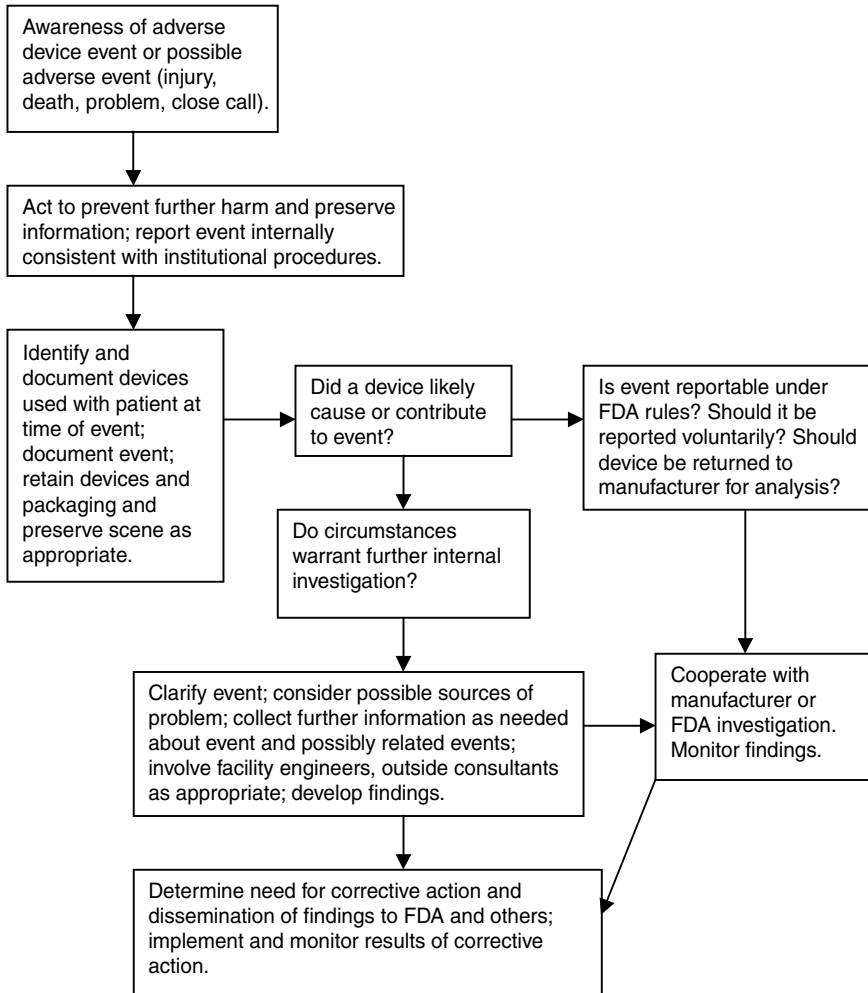 Awareness of adverse
device event or possible
adverse event (injury,
death, problem, close call).
Act to prevent further harm and preserve
information; report event internally
consistent with institutional procedures.
Identify and
document devices
used with patient at
time of event;
document event;
retain devices and
packaging and
preserve scene as
appropriate.
Did a device likely
cause or contribute
to event?
Is event reportable under
FDA rules? Should it be
reported voluntarily? Should
device be returned to
manufacturer for analysis?
Do circumstances
warrant further internal
investigation?
Clarify event; consider possible sources of
problem; collect further information as needed
about event and possibly related events;
involve facility engineers, outside consultants
as appropriate; develop findings.
Cooperate with
manufacturer or
FDA investigation.
Monitor findings.
Determine need for corrective action and
dissemination of findings to FDA and others;
implement and monitor results of corrective
action.